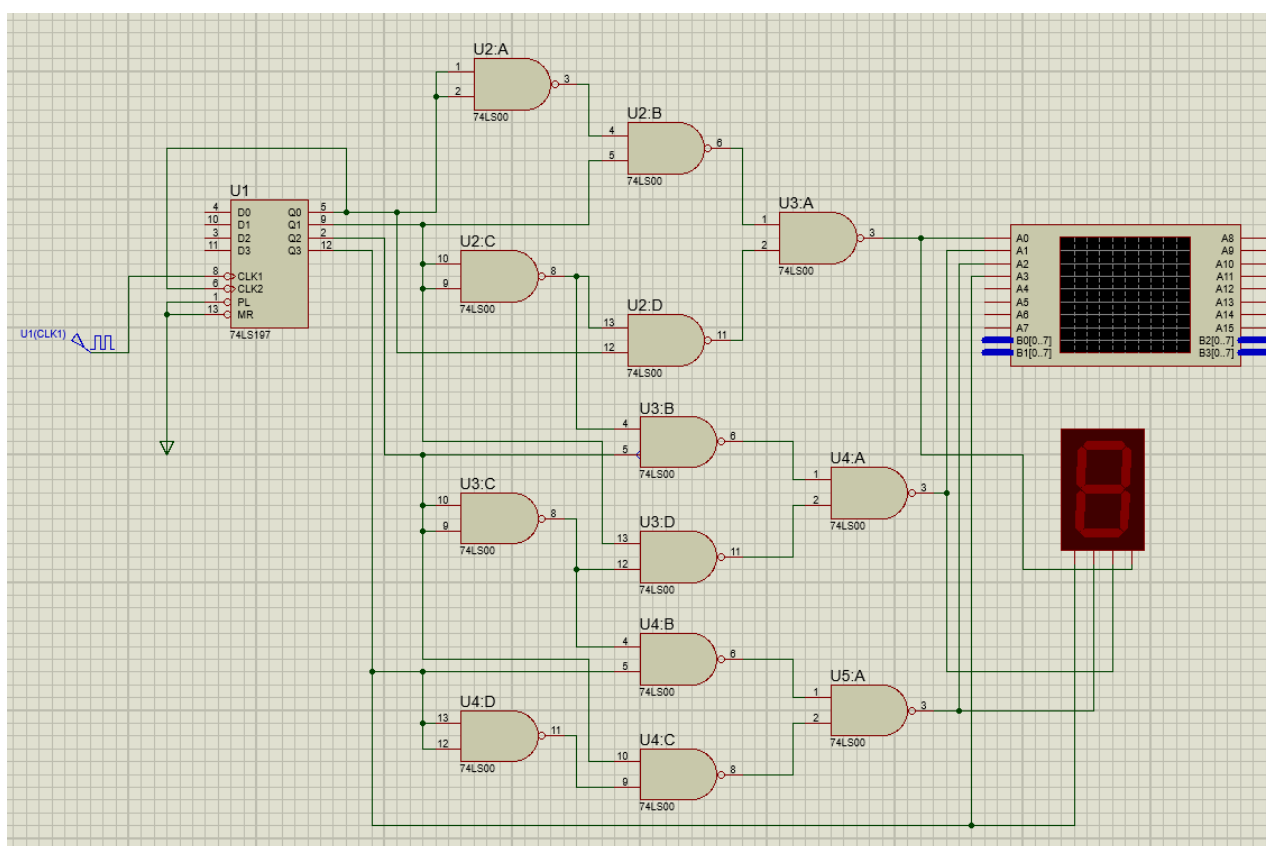 U2:A
1
2
3
74LS00
U2:B
4
5
6
74LS00
U1
4 D0 Q0 5
10 D1 Q1 9
3 D2 Q2 2
11 D3 Q3 12
8 CLK1
6 CLK2
1 PL
13 MR
74LS197
U1(CLK1)
U3:A
1
2
3
74LS00
U2:C
10
9
8
74LS00
U2:D
13
12
11
74LS00
A0 A8
A1 A9
A2 A10
A3 A11
A4 A12
A5 A13
A6 A14
A7 A15
B0[0..7] B2[0..7]
B1[0..7] B3[0..7]
U3:B
4
5
6
74LS00
U4:A
1
2
3
74LS00
U3:C
10
9
8
74LS00
U3:D
13
12
11
74LS00
U4:B
4
5
6
74LS00
U5:A
1
2
3
74LS00
U4:D
13
12
11
74LS00
U4:C
10
9
8
74LS00